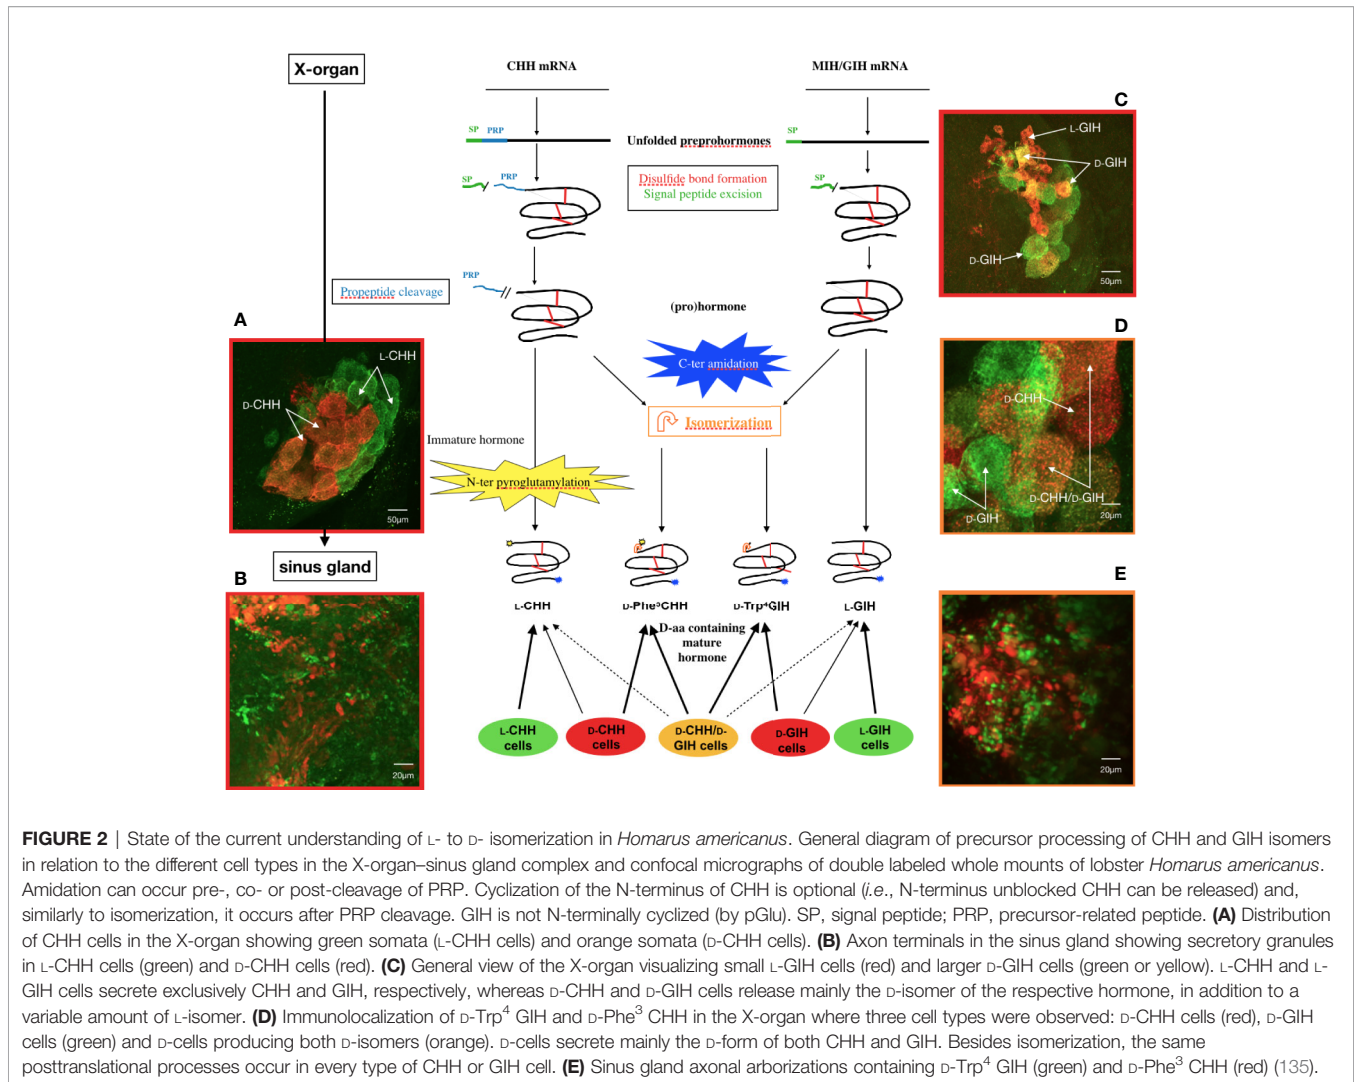 X-organ
CHH mRNA
MIH/GIH mRNA
C
SP
PRP
Unfolded preprohormones
SP
L-GIH
D-GIH
D-GIH
50µm
SP
PRP
Disulfide bond formation
Signal peptide excision
SP
Propeptide cleavage
PRP
(pro)hormone
A
L-CHH
D-CHH
50µm
C-ter amidation
Isomerization
D
D-CHH
D-CHH/D-GIH
D-GIH
20µm
Immature hormone
N-ter pyroglutamylation
sinus gland
B
20µm
L-CHH
D-Phe³CHH
D-Trp⁴GIH
L-GIH
D-aa containing
mature
hormone
E
20µm
L-CHH
cells
D-CHH
cells
D-CHH/D-
GIH cells
D-GIH
cells
L-GIH
cells
FIGURE 2 | State of the current understanding of L- to D- isomerization in Homarus americanus. General diagram of precursor processing of CHH and GIH isomers
in relation to the different cell types in the X-organ–sinus gland complex and confocal micrographs of double labeled whole mounts of lobster Homarus americanus.
Amidation can occur pre-, co- or post-cleavage of PRP. Cyclization of the N-terminus of CHH is optional (i.e., N-terminus unblocked CHH can be released) and,
similarly to isomerization, it occurs after PRP cleavage. GIH is not N-terminally cyclized (by pGlu). SP, signal peptide; PRP, precursor-related peptide. (A) Distribution
of CHH cells in the X-organ showing green somata (L-CHH cells) and orange somata (D-CHH cells). (B) Axon terminals in the sinus gland showing secretory granules
in L-CHH cells (green) and D-CHH cells (red). (C) General view of the X-organ visualizing small L-GIH cells (red) and larger D-GIH cells (green or yellow). L-CHH and L-
GIH cells secrete exclusively CHH and GIH, respectively, whereas D-CHH and D-GIH cells release mainly the D-isomer of the respective hormone, in addition to a
variable amount of L-isomer. (D) Immunolocalization of D-Trp⁴ GIH and D-Phe³ CHH in the X-organ where three cell types were observed: D-CHH cells (red), D-GIH
cells (green) and D-cells producing both D-isomers (orange). D-cells secrete mainly the D-form of both CHH and GIH. Besides isomerization, the same
posttranslational processes occur in every type of CHH or GIH cell. (E) Sinus gland axonal arborizations containing D-Trp⁴ GIH (green) and D-Phe³ CHH (red) (135).